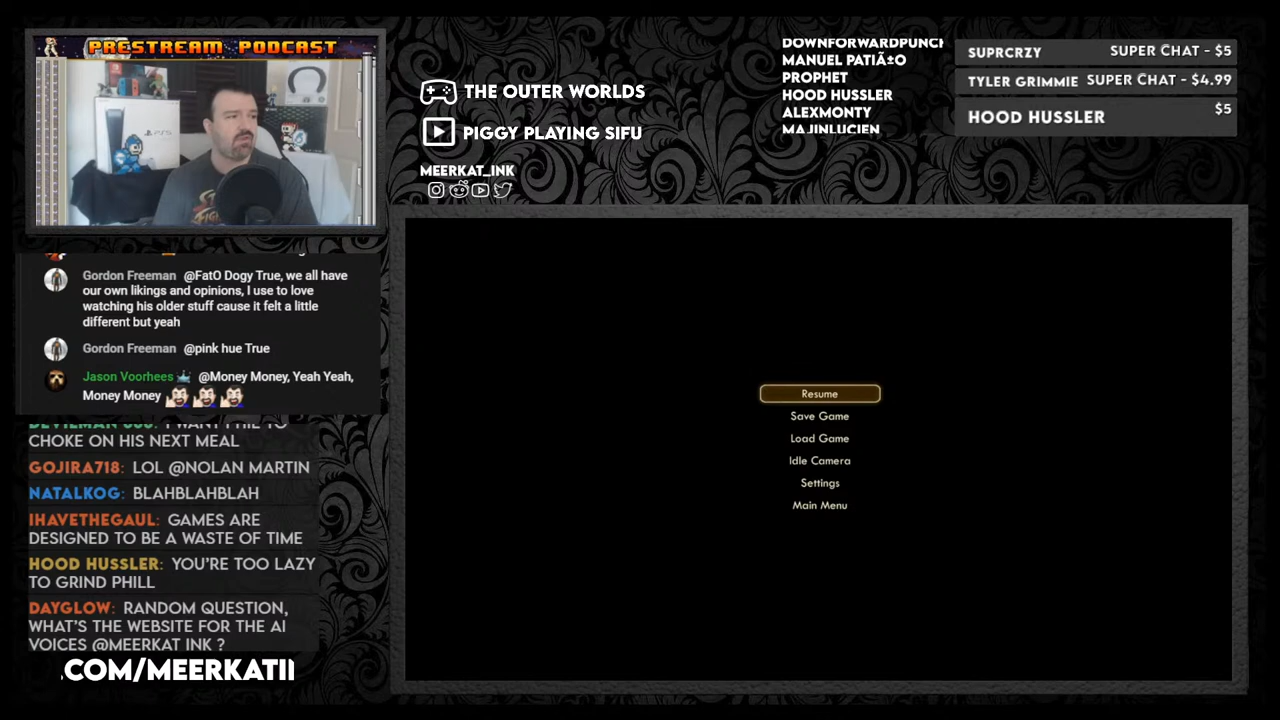 PRESTREAM PODCAST
THE OUTER WORLDS
PIGGY PLAYING SIFU
MEERKAT_INK
DOWNFORWARDPUNCH
MANUEL PATIÃ±O
PROPHET
HOOD HUSSLER
ALEXMONTY
MAJINLUCIEN
SUPRCRZY SUPER CHAT - $5
TYLER GRIMMIE SUPER CHAT - $4.99
HOOD HUSSLER $5
Gordon Freeman @FatO Dogy True, we all have
our own likings and opinions, I use to love
watching his older stuff cause it felt a little
different but yeah
Gordon Freeman @pink hue True
Jason Voorhees @Money Money, Yeah Yeah,
Money Money
CHOKE ON HIS NEXT MEAL
GOJIRA718: LOL @NOLAN MARTIN
NATALKOG: BLAHBLAHBLAH
IHAVETHEGAUL: GAMES ARE
DESIGNED TO BE A WASTE OF TIME
HOOD HUSSLER: YOU'RE TOO LAZY
TO GRIND PHILL
DAYGLOW: RANDOM QUESTION,
WHAT'S THE WEBSITE FOR THE AI
VOICES @MEERKAT INK ?
.COM/MEERKATII
Resume
Save Game
Load Game
Idle Camera
Settings
Main Menu